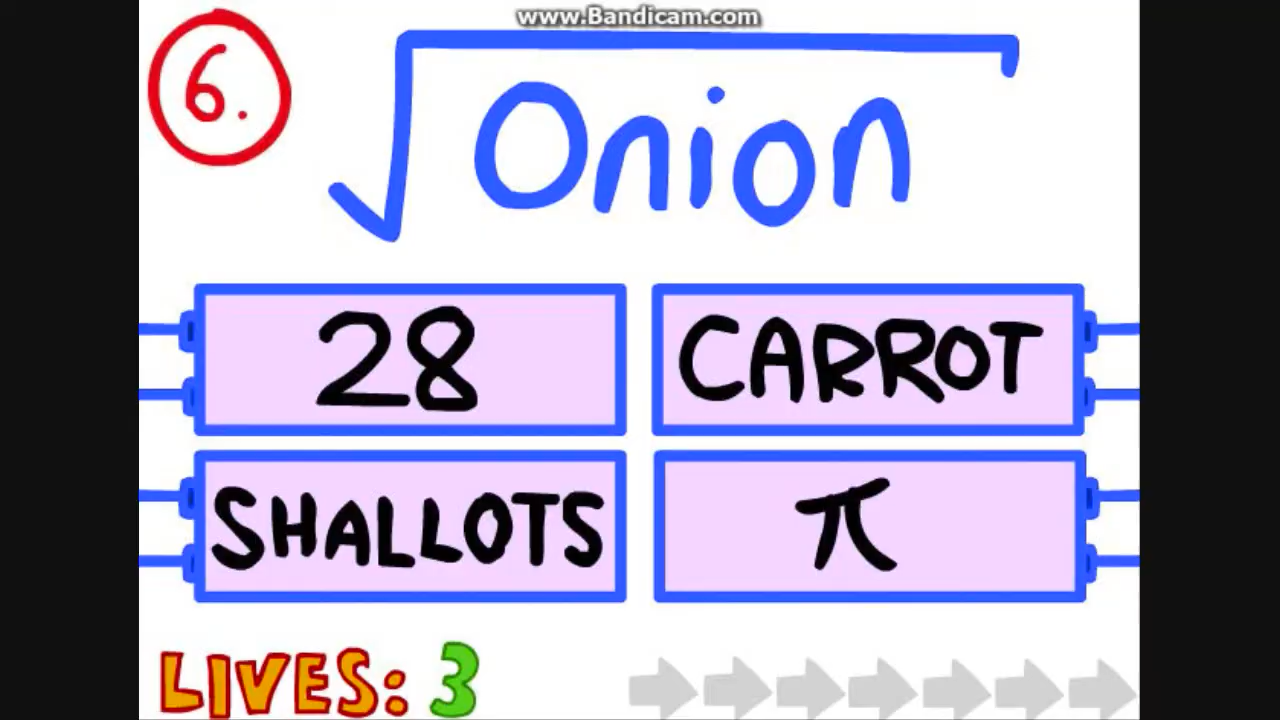 www.Bandicam.com
6.
√Onion
28
CARROT
SHALLOTS
π
LIVES: 3